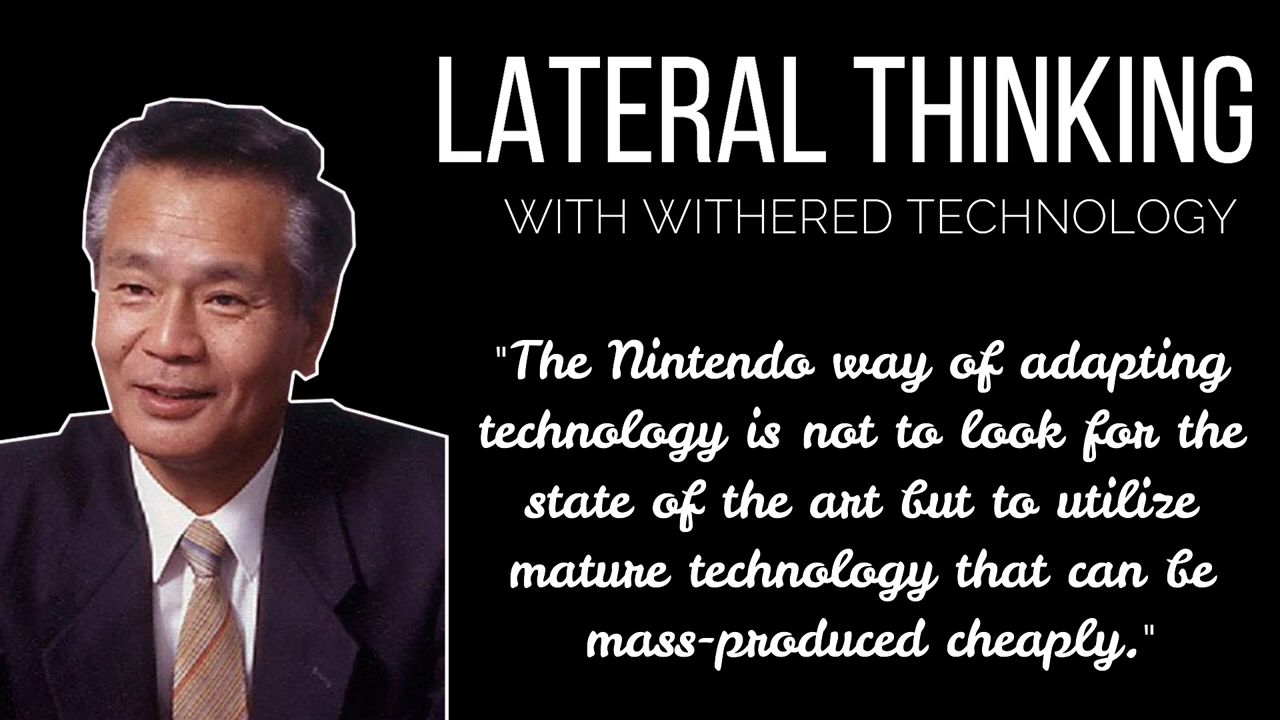 LATERAL THINKING
WITH WITHERED TECHNOLOGY
"The Nintendo way of adapting
technology is not to look for the
state of the art but to utilize
mature technology that can be
mass-produced cheaply."